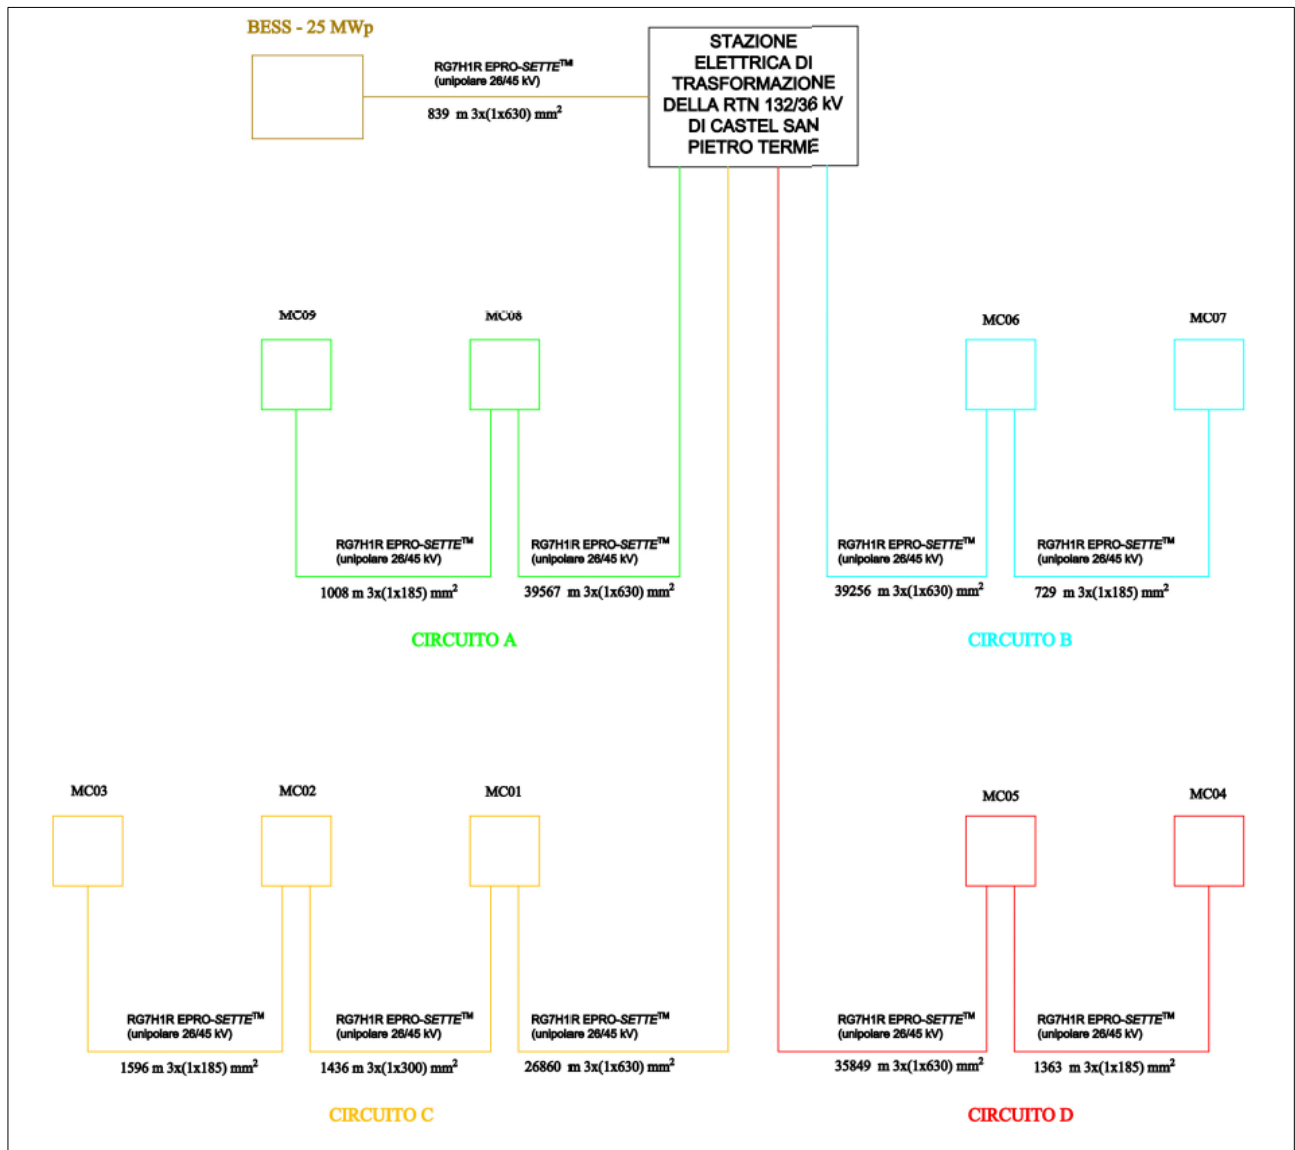 BESS - 25 MWp
RG7H1R EPRO-SETTE™
(unipolare 26/45 kV)
839 m 3x(1x630) mm²
STAZIONE
ELETTRICA DI
TRASFORMAZIONE
DELLA RTN 132/36 kV
DI CASTEL SAN
PIETRO TERME
MC09
MC08
MC06
MC07
RG7H1R EPRO-SETTE™
(unipolare 26/45 kV)
1008 m 3x(1x185) mm²
RG7H1R EPRO-SETTE™
(unipolare 26/45 kV)
39567 m 3x(1x630) mm²
RG7H1R EPRO-SETTE™
(unipolare 26/45 kV)
39256 m 3x(1x630) mm²
RG7H1R EPRO-SETTE™
(unipolare 26/45 kV)
729 m 3x(1x185) mm²
CIRCUITO A
CIRCUITO B
MC03
MC02
MC01
MC05
MC04
RG7H1R EPRO-SETTE™
(unipolare 26/45 kV)
1596 m 3x(1x185) mm²
RG7H1R EPRO-SETTE™
(unipolare 26/45 kV)
1436 m 3x(1x300) mm²
RG7H1R EPRO-SETTE™
(unipolare 26/45 kV)
26860 m 3x(1x630) mm²
RG7H1R EPRO-SETTE™
(unipolare 26/45 kV)
35849 m 3x(1x630) mm²
RG7H1R EPRO-SETTE™
(unipolare 26/45 kV)
1363 m 3x(1x185) mm²
CIRCUITO C
CIRCUITO D